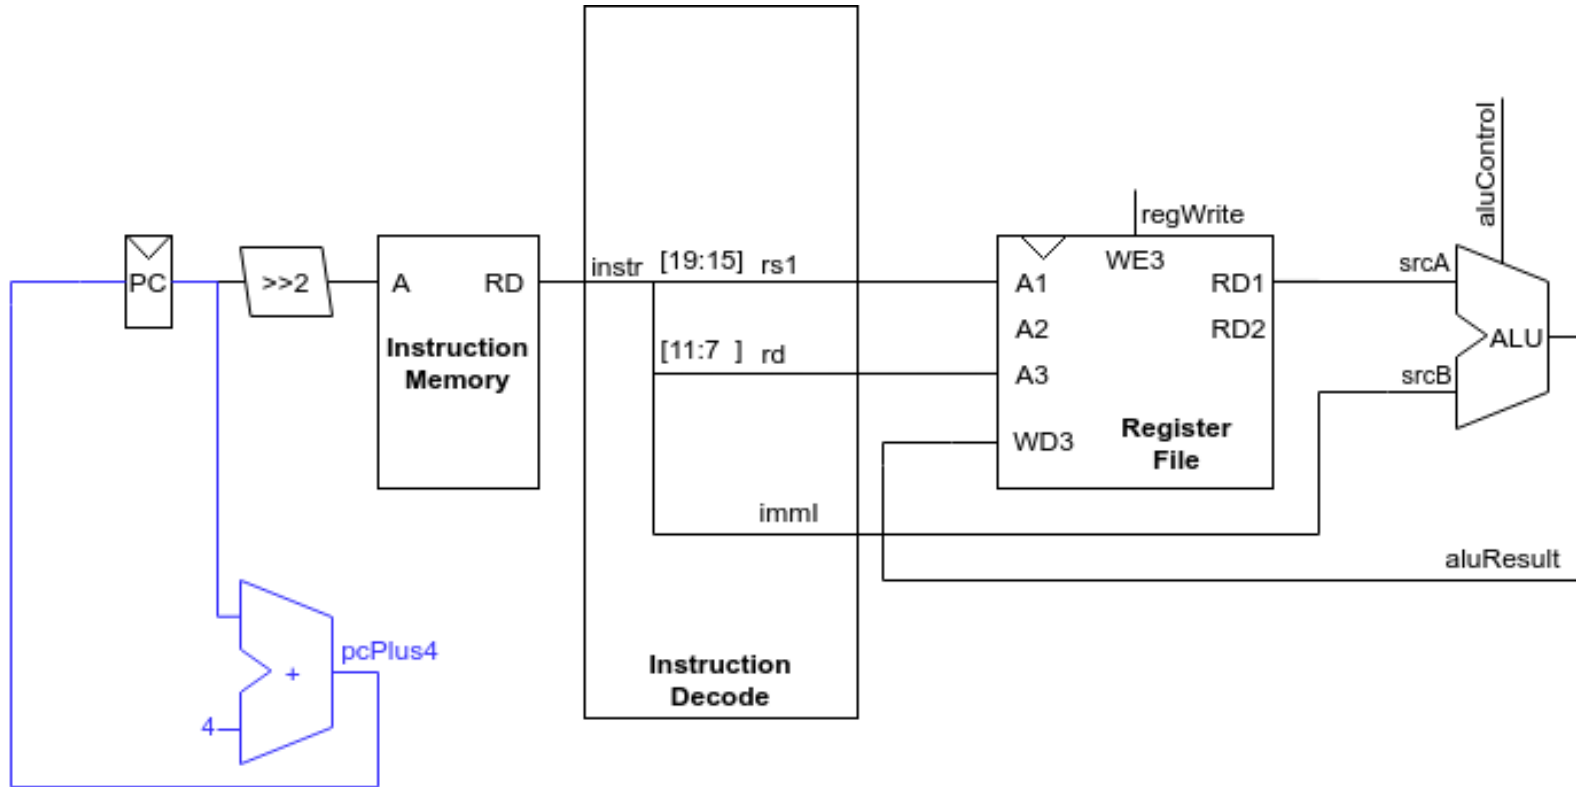 aluControl
regWrite
instr [19:15] rs1
WE3
srcA
PC
>>2
A RD
A1 RD1
A2 RD2
ALU
Instruction
Memory
[11:7 ] rd
A3
srcB
WD3
Register
File
immI
aluResult
pcPlus4
+
4
Instruction
Decode